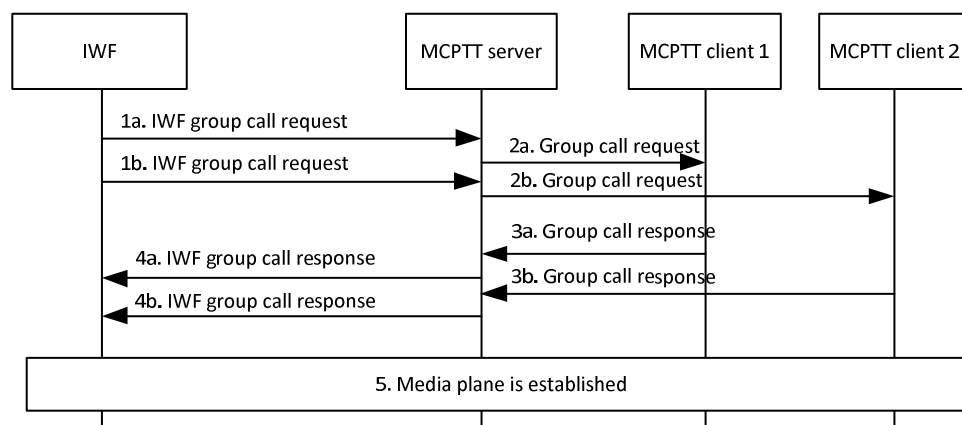 IWF
MCPTT server
MCPTT client 1
MCPTT client 2
1a. IWF group call request
2a. Group call request
1b. IWF group call request
2b. Group call request
3a. Group call response
4a. IWF group call response
3b. Group call response
4b. IWF group call response
5. Media plane is established